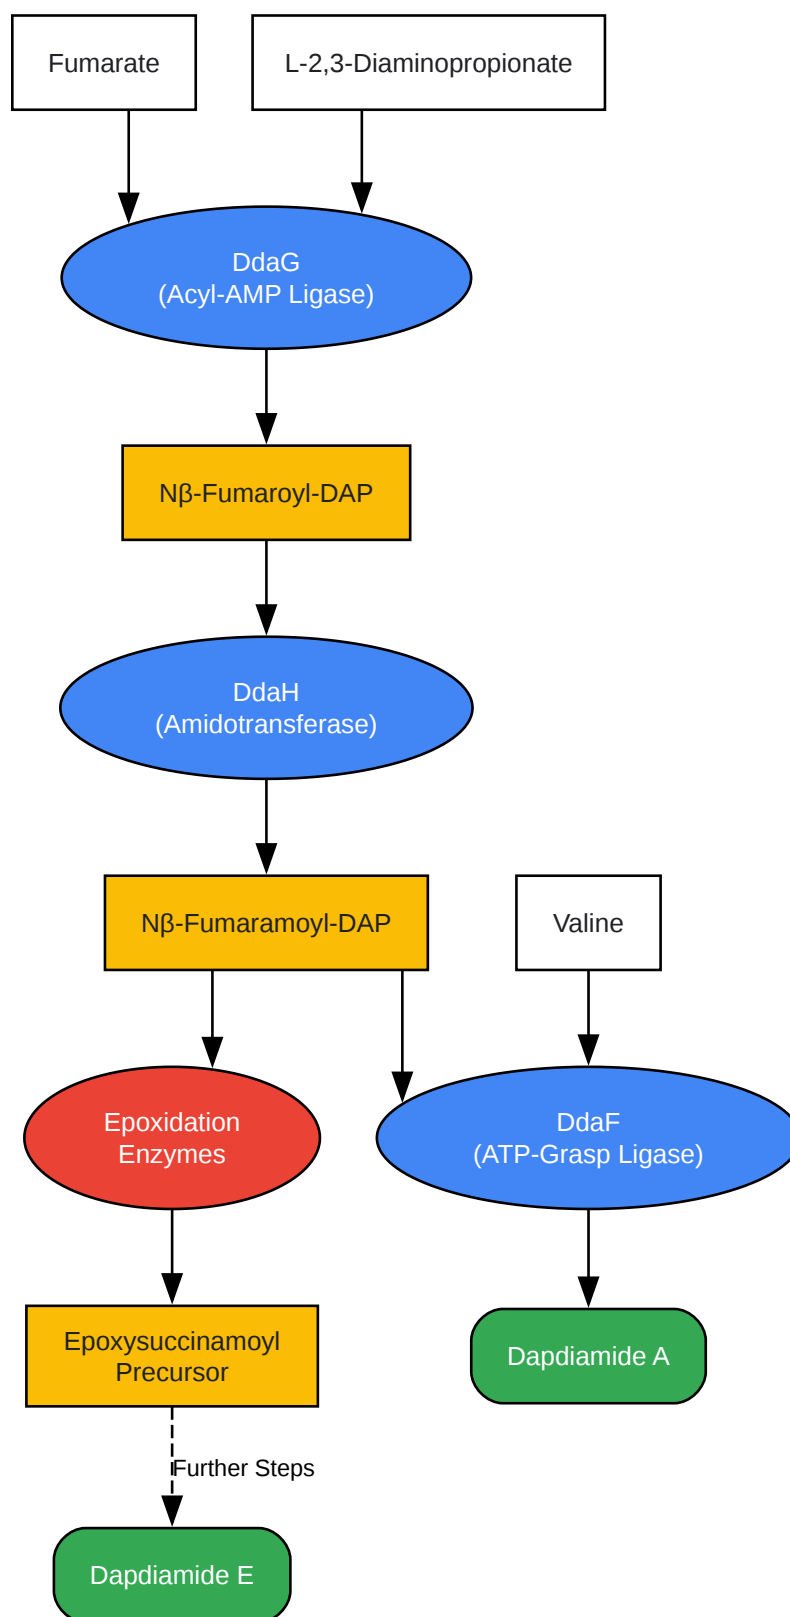 Fumarate
L-2,3-Diaminopropionate
DdaG
(Acyl-AMP Ligase)
Nβ-Fumaroyl-DAP
DdaH
(Amidotransferase)
Nβ-Fumaramoyl-DAP
Valine
Epoxidation
Enzymes
DdaF
(ATP-Grasp Ligase)
Epoxysuccinamoyl
Precursor
Dapdiamide A
Further Steps
Dapdiamide E